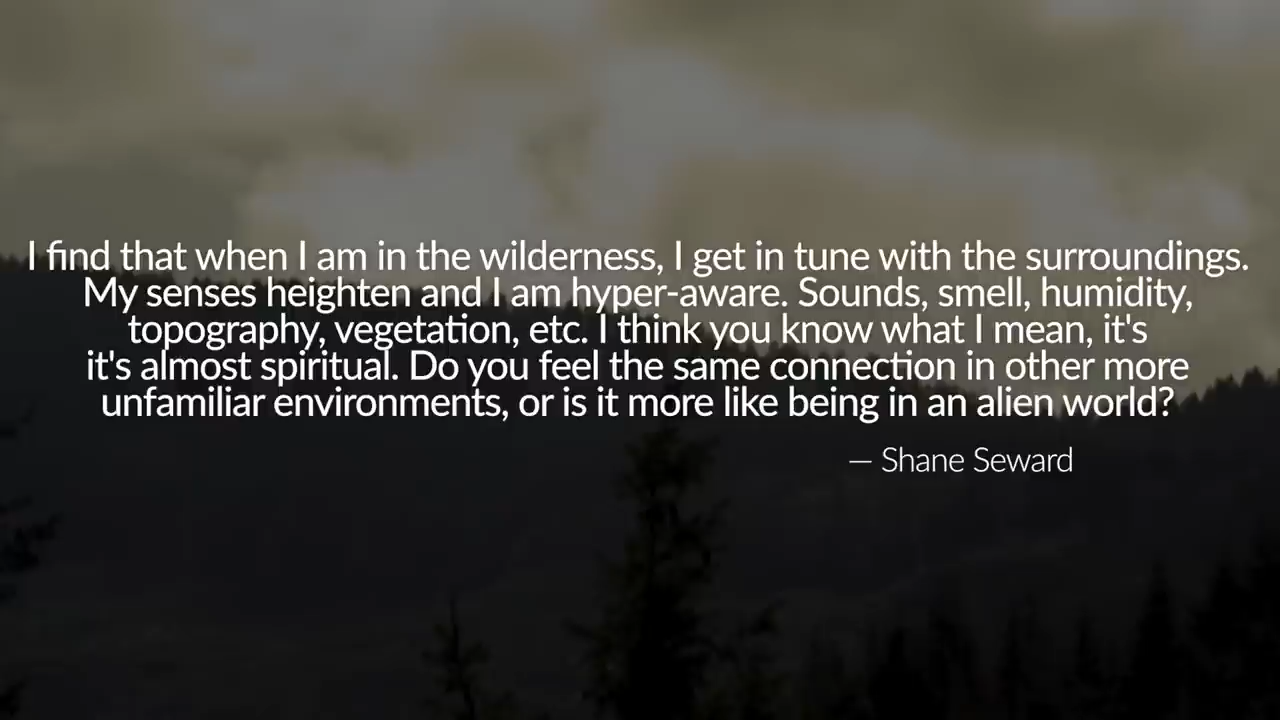 I find that when I am in the wilderness, I get in tune with the surroundings.
My senses heighten and I am hyper-aware. Sounds, smell, humidity,
topography, vegetation, etc. I think you know what I mean, it's
it's almost spiritual. Do you feel the same connection in other more
unfamiliar environments, or is it more like being in an alien world?
— Shane Seward